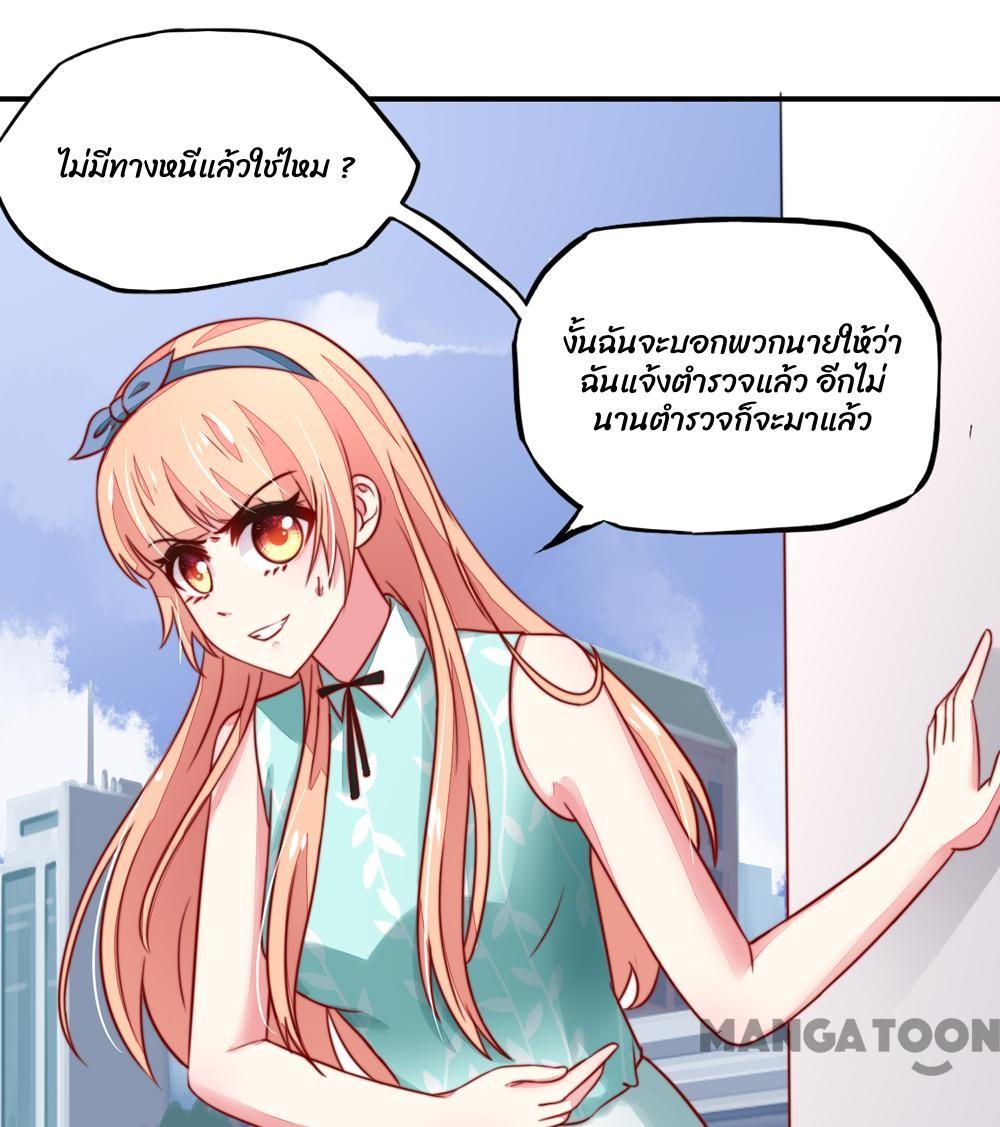 ไม่มีทางหนีแล้วใช่ไหม ?
งั้นฉันจะบอกพวกนายให้ว่า
ฉันแจ้งตำรวจแล้ว อีกไม่
นานตำรวจก็จะมาแล้ว
MANGATOON